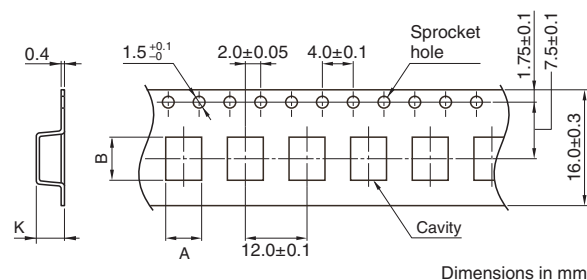 Sprocket
hole
1.75±0.1
7.5±0.1
0.4
1.5 +0.1 –0
2.0±0.05
4.0±0.1
16.0±0.3
B
K
A
12.0±0.1
Cavity
Dimensions in mm